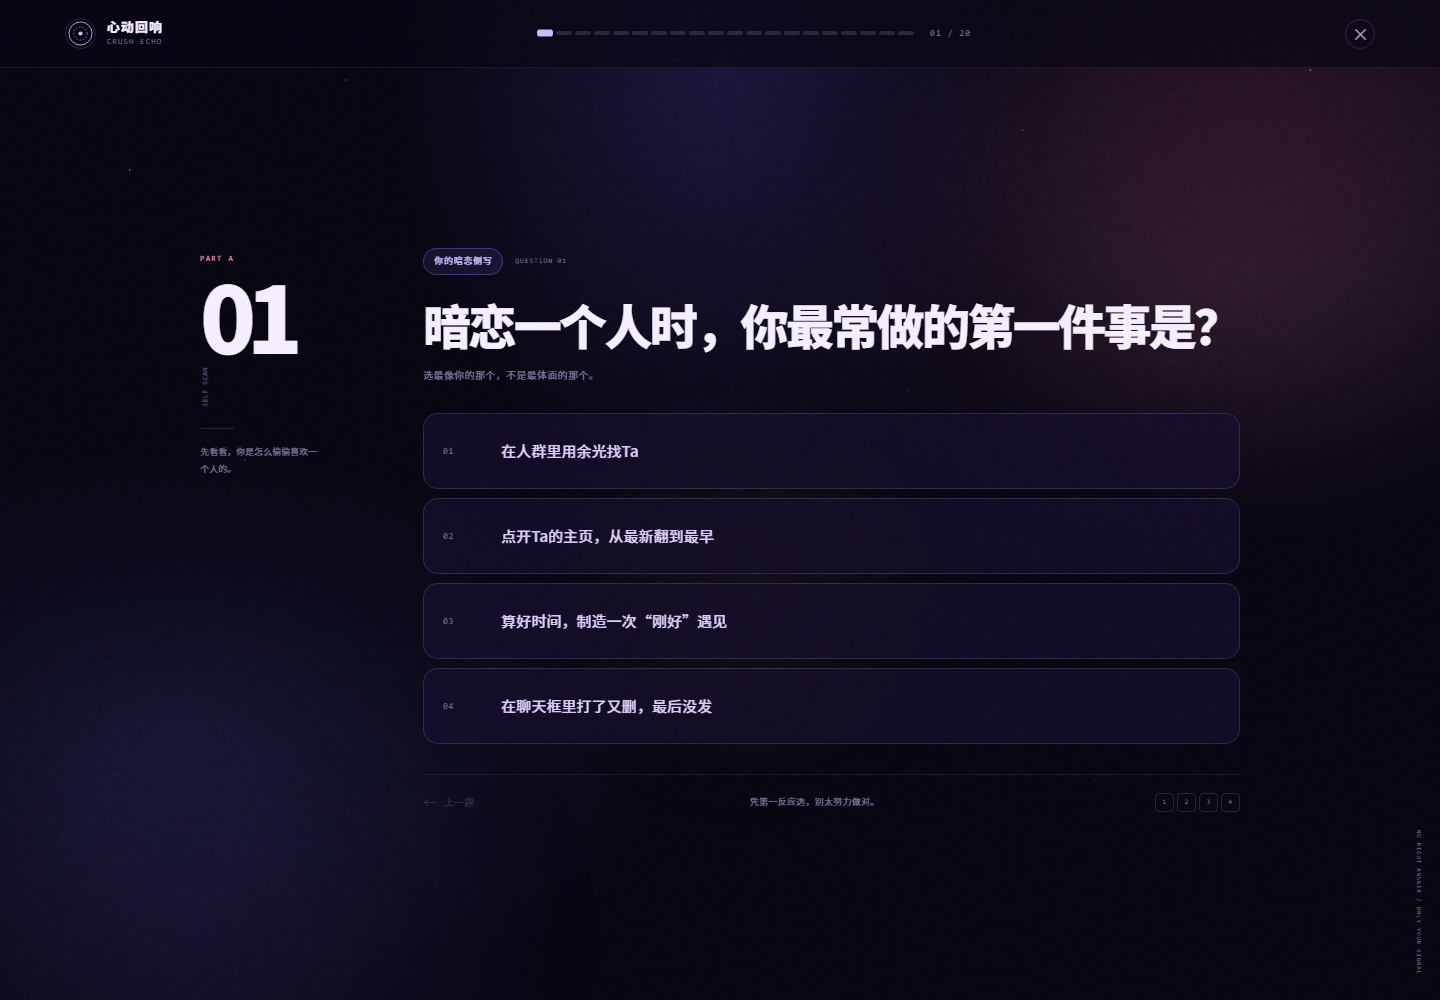 心动回响
CRUSH ECHO
01 / 20
PART A
01
SELF SCAN
先看看，你是怎么偷偷喜欢一
个人的。
你的暗恋侧写
QUESTION 01
暗恋一个人时，你最常做的第一件事是？
选最像你的那个，不是最体面的那个。
01
在人群里用余光找Ta
02
点开Ta的主页，从最新翻到最早
03
算好时间，制造一次“刚好”遇见
04
在聊天框里打了又删，最后没发
上一题
凭第一反应选，别太努力做对。
1
2
3
4
NO RIGHT ANSWER / ONLY YOUR SIGNAL